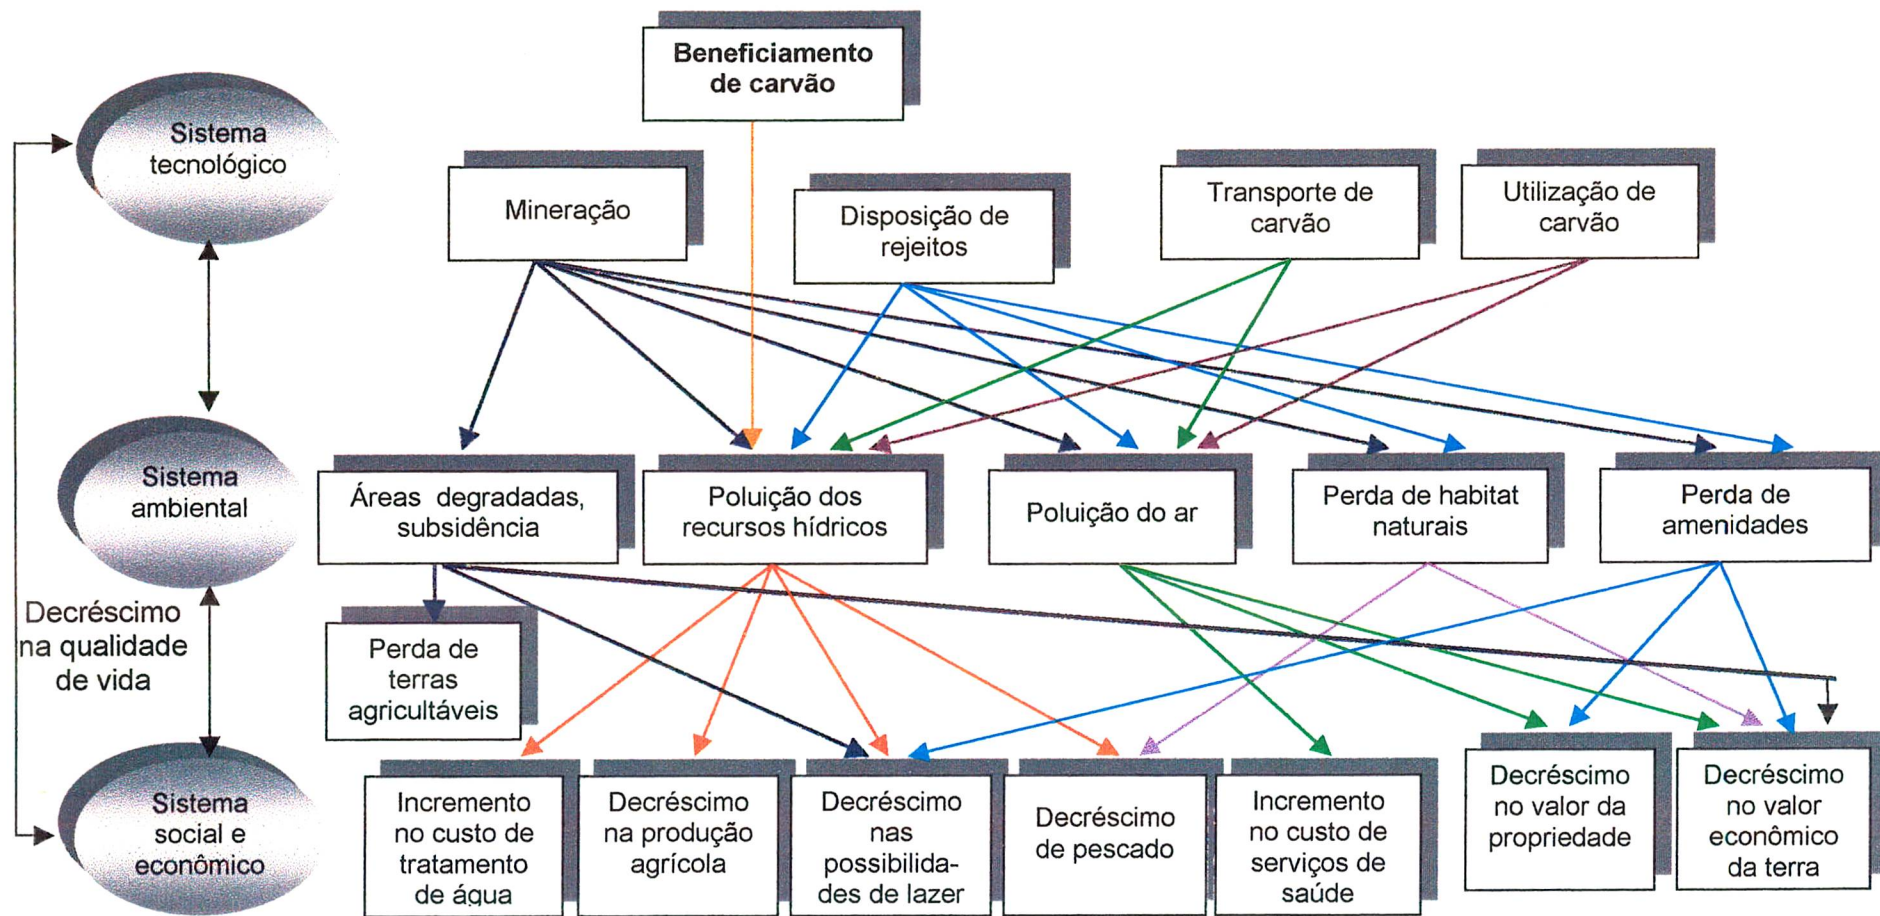 Beneficiamento
de carvão
Sistema
tecnológico
Mineração
Disposição de
rejeitos
Transporte de
carvão
Utilização de
carvão
Sistema
ambiental
Áreas degradadas,
subsidência
Poluição dos
recursos hídricos
Poluição do ar
Perda de habitat
naturais
Perda de
amenidades
Decréscimo
na qualidade
de vida
Perda de
terras
agricultáveis
Sistema
social e
econômico
Incremento
no custo de
tratamento
de água
Decréscimo
na produção
agrícola
Decréscimo
nas
possibilida-
des de lazer
Decréscimo
de pescado
Incremento
no custo de
serviços de
saúde
Decréscimo
no valor da
propriedade
Decréscimo
no valor
econômico
da terra